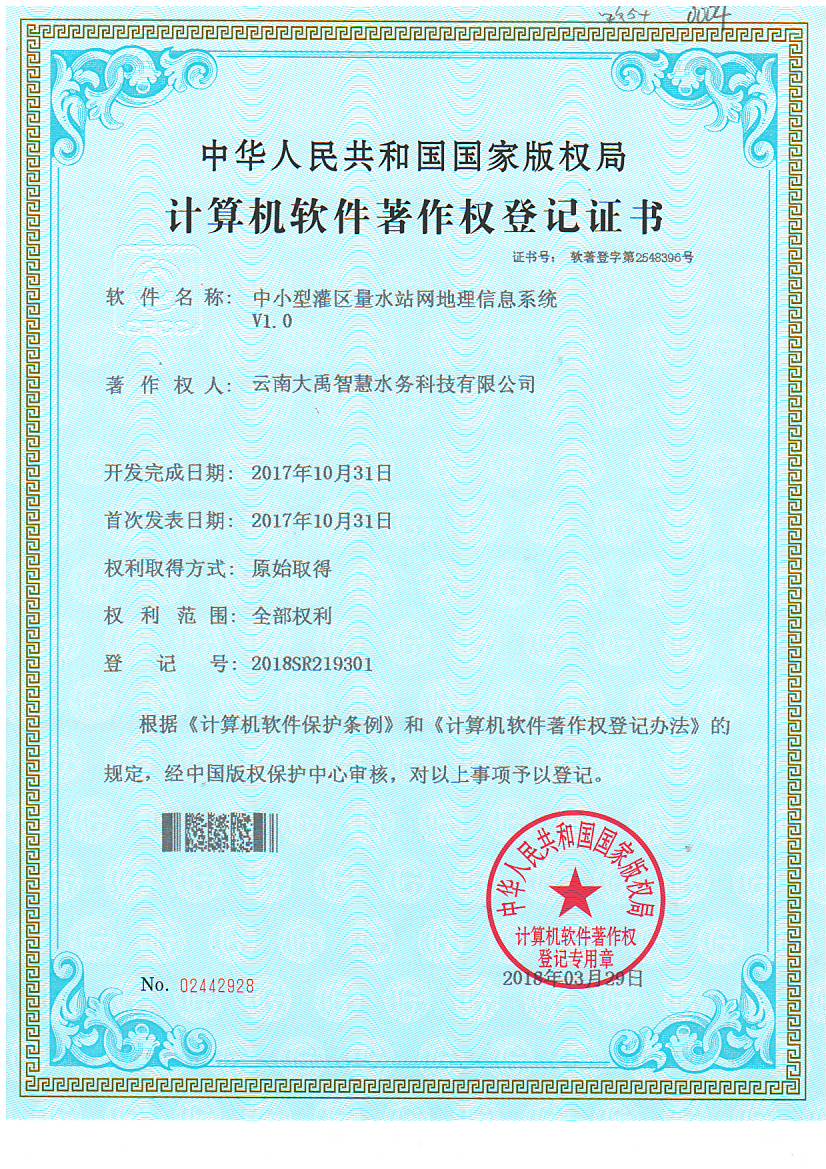 0004
中华人民共和国国家版权局
计算机软件著作权登记证书
证书号： 软著登字第2548396号
软件名称： 中小型灌区量水站网地理信息系统
V1.0
著作权人： 云南大禹智慧水务科技有限公司
开发完成日期： 2017年10月31日
首次发表日期： 2017年10月31日
权利取得方式： 原始取得
权利范围： 全部权利
登记号： 2018SR219301
根据《计算机软件保护条例》和《计算机软件著作权登记办法》的
规定，经中国版权保护中心审核，对以上事项予以登记。
中华人民共和国国家版权局
计算机软件著作权
登记专用章
2018年03月29日
No. 02442928